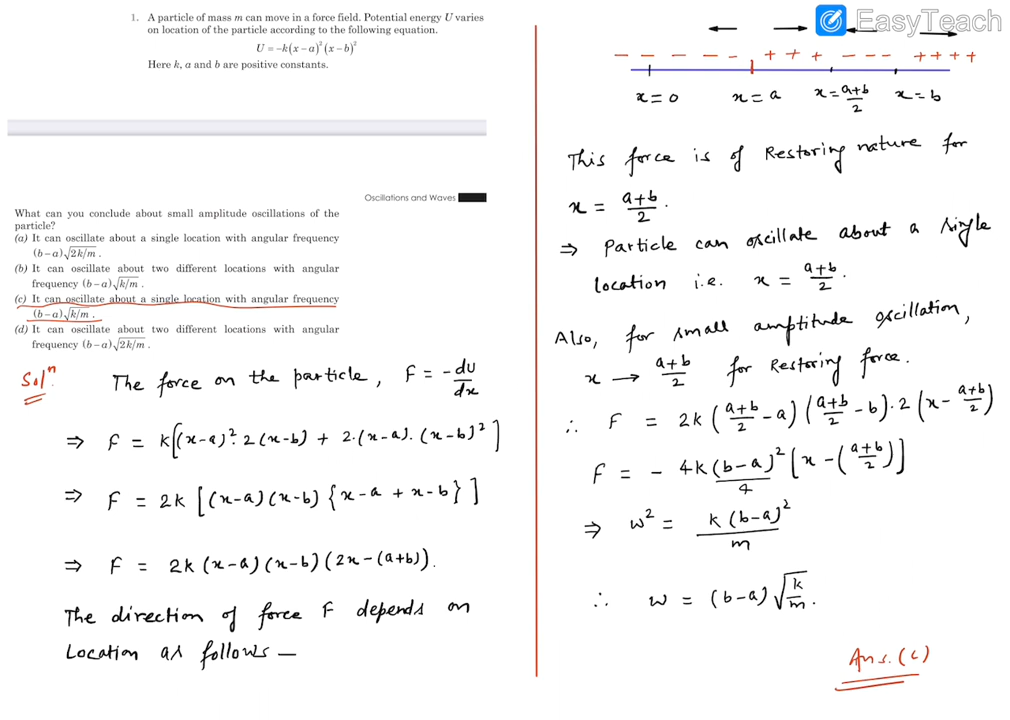 1. A particle of mass m can move in a force field. Potential energy U varies
on location of the particle according to the following equation.
U = –k(x – a)²(x – b)²
Here k, a and b are positive constants.
Oscillations and Waves
What can you conclude about small amplitude oscillations of the
particle?
(a) It can oscillate about a single location with angular frequency
(b – a)√2k/m .
(b) It can oscillate about two different locations with angular
frequency (b – a)√k/m .
(c) It can oscillate about a single location with angular frequency
(b – a)√k/m .
(d) It can oscillate about two different locations with angular
frequency (b – a)√2k/m .
Solⁿ. The force on the particle, F = -dU/dx
⇒ F = K[(x-a)².2(x-b) + 2.(x-a).(x-b)²]
⇒ F = 2K [(x-a)(x-b) {x-a + x-b}]
⇒ F = 2K (x-a)(x-b)(2x-(a+b)).
The direction of force F depends on
Location as follows —
EasyTeach
← → ← →
– – – – – – + + + – – – + + + +
x=0 x=a x=(a+b)/2 x=b
This force is of Restoring nature for
x = (a+b)/2 .
⇒ Particle can oscillate about a single
location i.e. x = (a+b)/2 .
Also, for small amptitude oscillation,
x → (a+b)/2 for Restoring force.
∴ F = 2K ((a+b)/2 - a) ((a+b)/2 - b).2 (x - (a+b)/2)
F = - 4K (b-a)²/4 [x - ((a+b)/2)]
⇒ w² = K (b-a)²/m
∴ w = (b-a) √K/m .
Ans. (C)